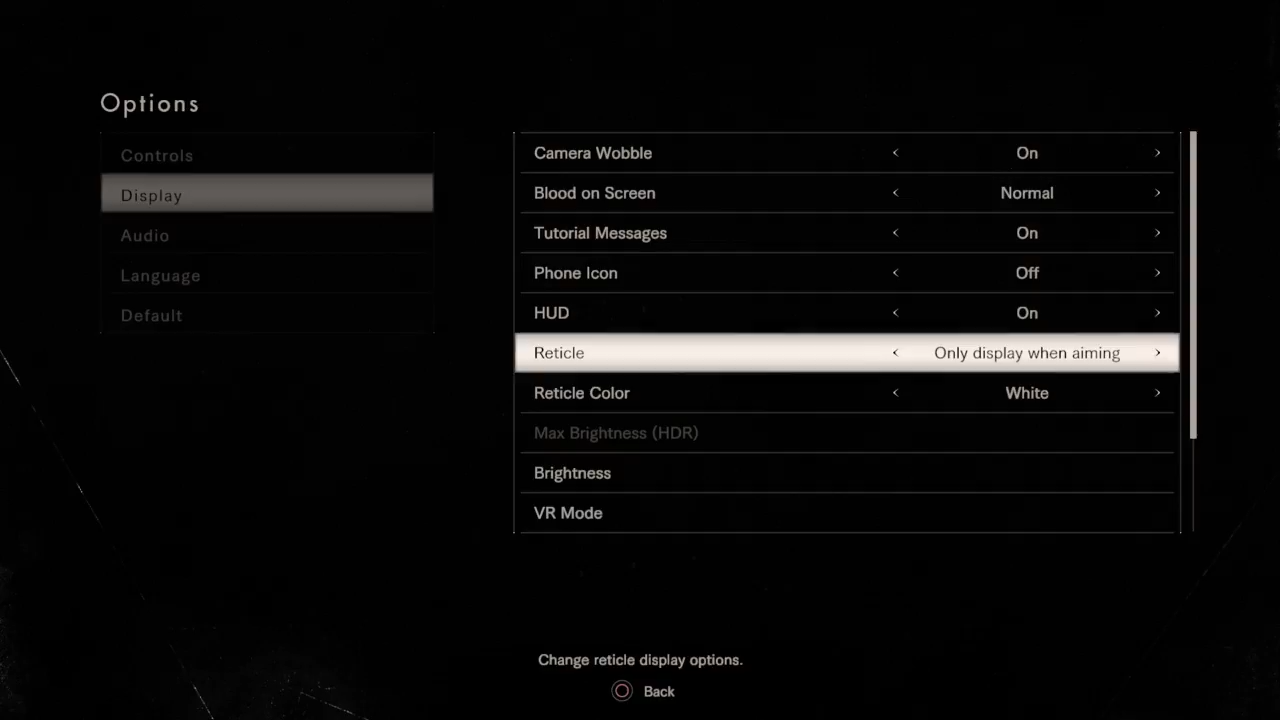 Options
Controls
Display
Audio
Language
Default
Camera Wobble < On >
Blood on Screen < Normal >
Tutorial Messages < On >
Phone Icon < Off >
HUD < On >
Reticle < Only display when aiming >
Reticle Color < White >
Max Brightness (HDR)
Brightness
VR Mode
Change reticle display options.
Back